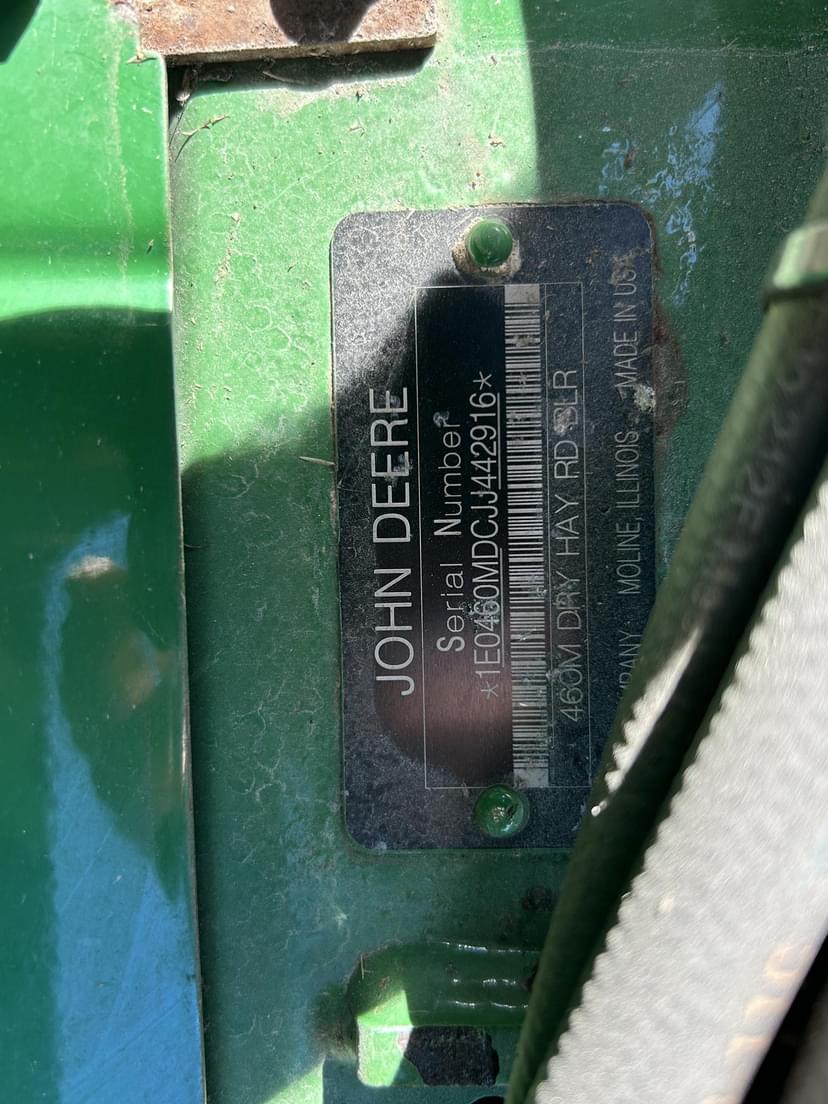 JOHN DEERE
Serial Number
*1E0460MDCJJ442916*
460M DRY HAY RD BLR
MOLINE, ILLINOIS MADE IN USA